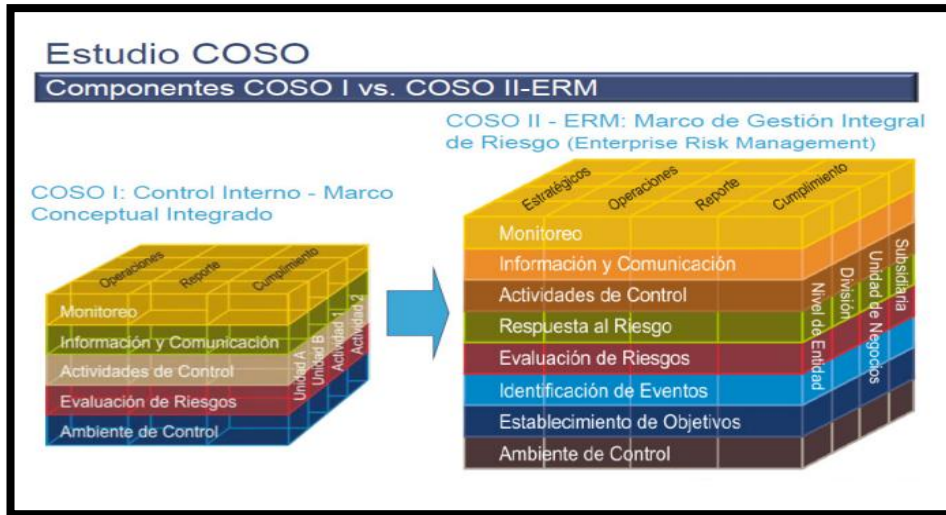 Estudio COSO
Componentes COSO I vs. COSO II-ERM
COSO I: Control Interno - Marco
Conceptual Integrado
Operaciones
Reporte
Cumplimiento
Monitoreo
Información y Comunicación
Actividades de Control
Evaluación de Riesgos
Ambiente de Control
Unidad A
Unidad B
Actividad 1
Actividad 2
COSO II - ERM: Marco de Gestión Integral
de Riesgo (Enterprise Risk Management)
Estratégicos
Operaciones
Reporte
Cumplimiento
Monitoreo
Información y Comunicación
Actividades de Control
Respuesta al Riesgo
Evaluación de Riesgos
Identificación de Eventos
Establecimiento de Objetivos
Ambiente de Control
Nivel de Entidad
División
Unidad de Negocios
Subsidiaria